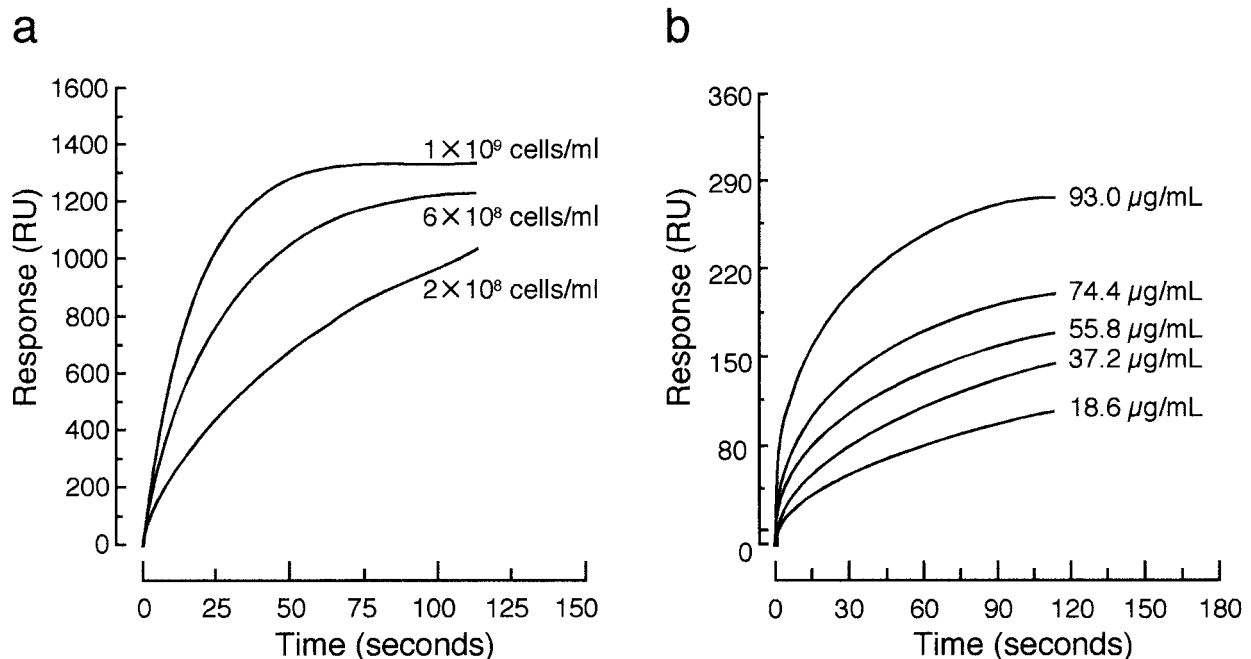 a
1600
1400
1200
1000
800
600
400
200
0
Response (RU)
1×10⁹ cells/ml
6×10⁸ cells/ml
2×10⁸ cells/ml
0 25 50 75 100 125 150
Time (seconds)
b
360
290
220
150
80
0
Response (RU)
93.0 µg/mL
74.4 µg/mL
55.8 µg/mL
37.2 µg/mL
18.6 µg/mL
0 30 60 90 120 150 180
Time (seconds)